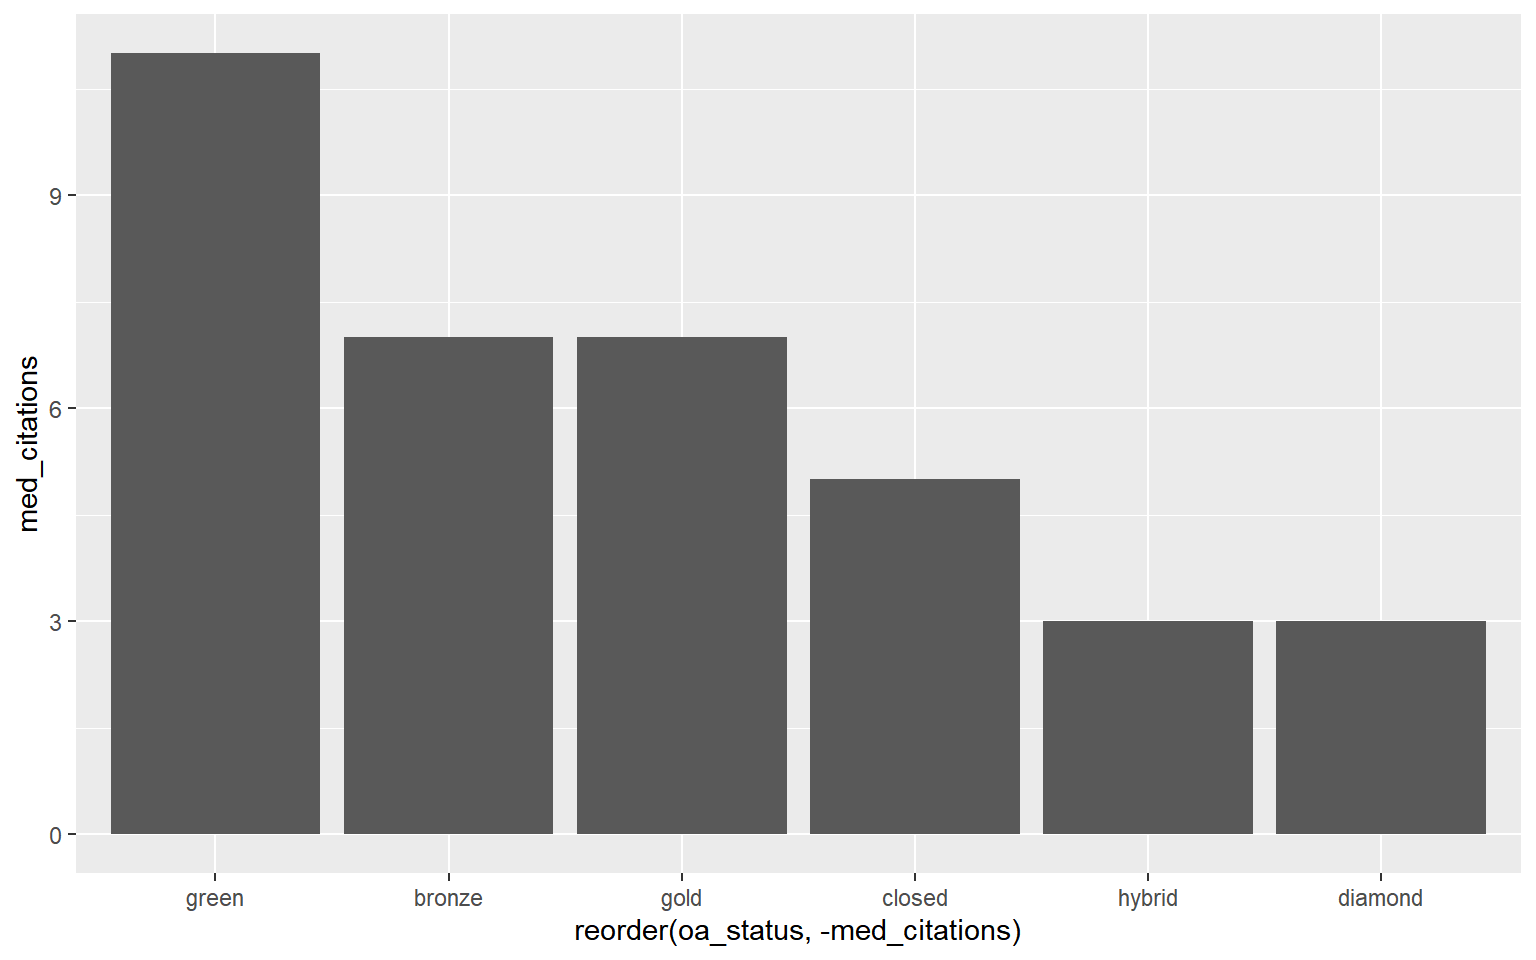 med_citations
9
6
3
0
green bronze gold closed hybrid diamond
reorder(oa_status, -med_citations)